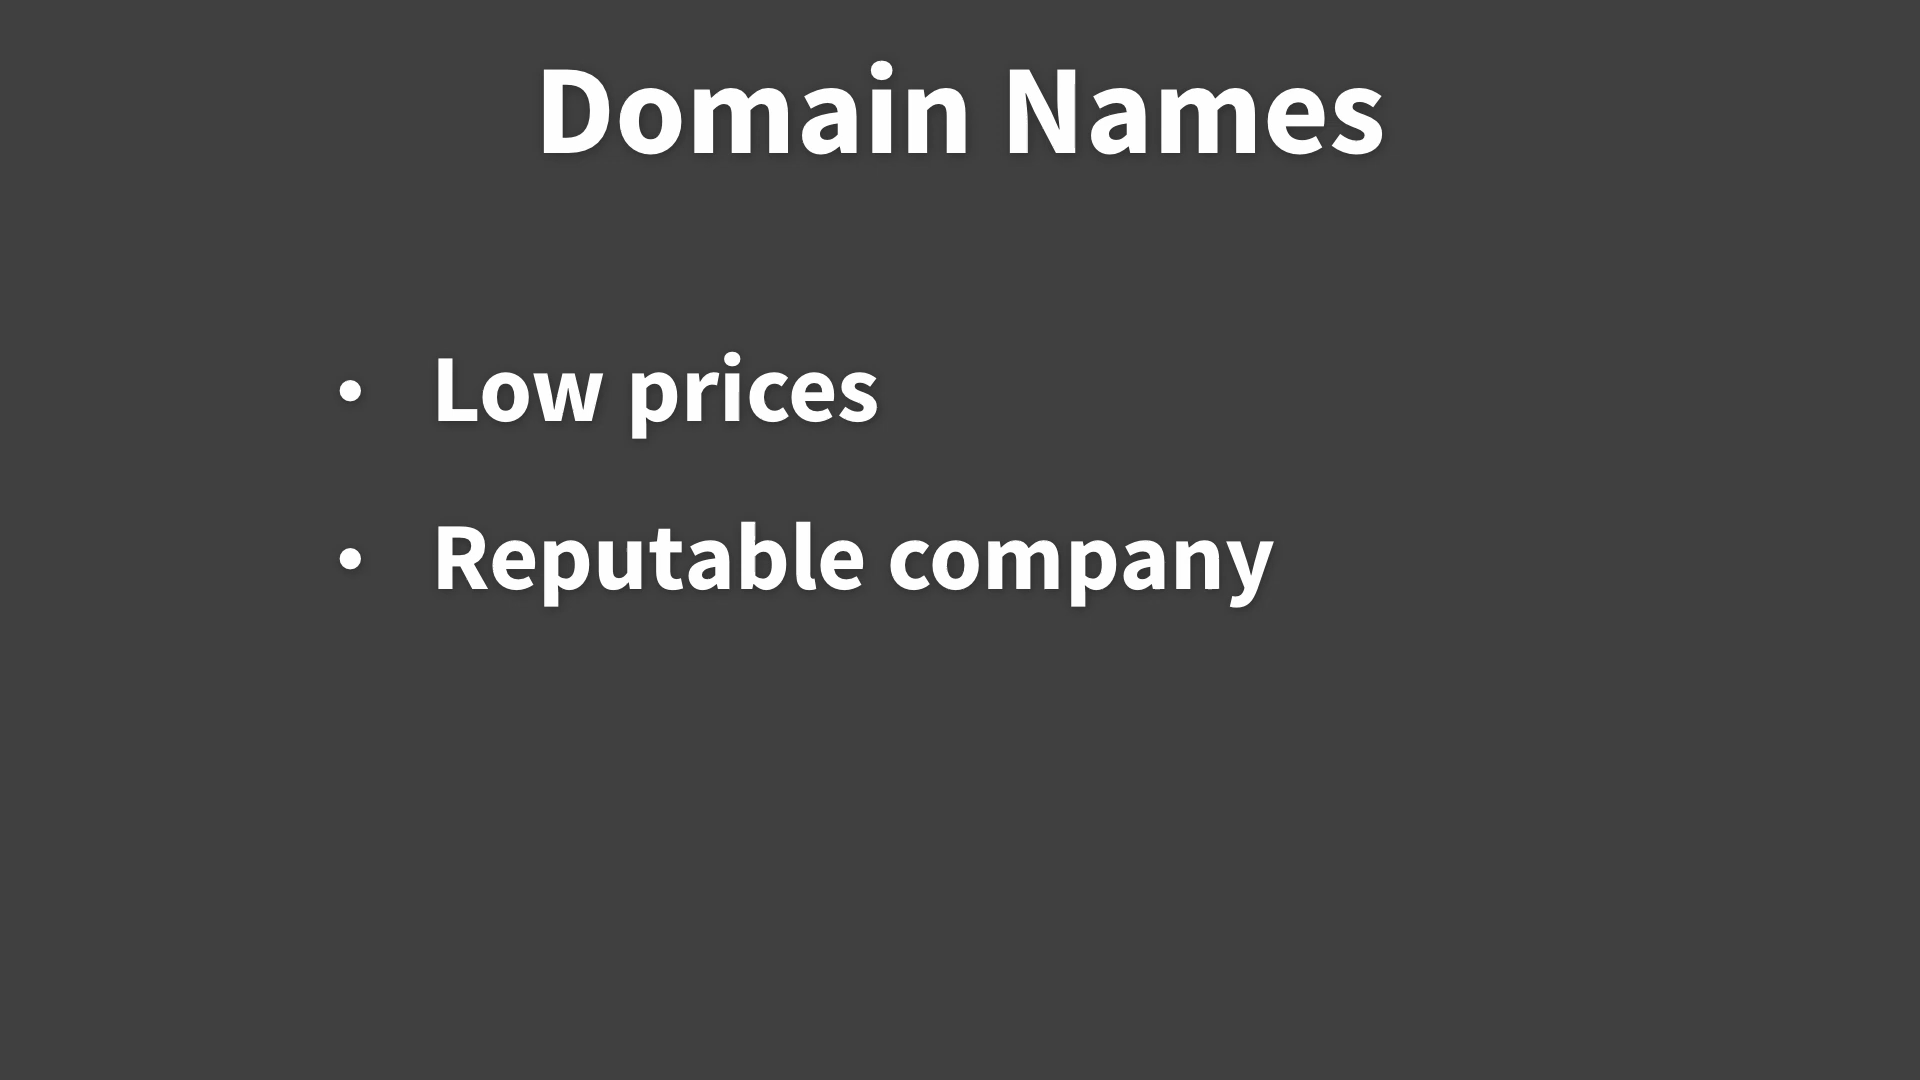 Domain Names
• Low prices
• Reputable company